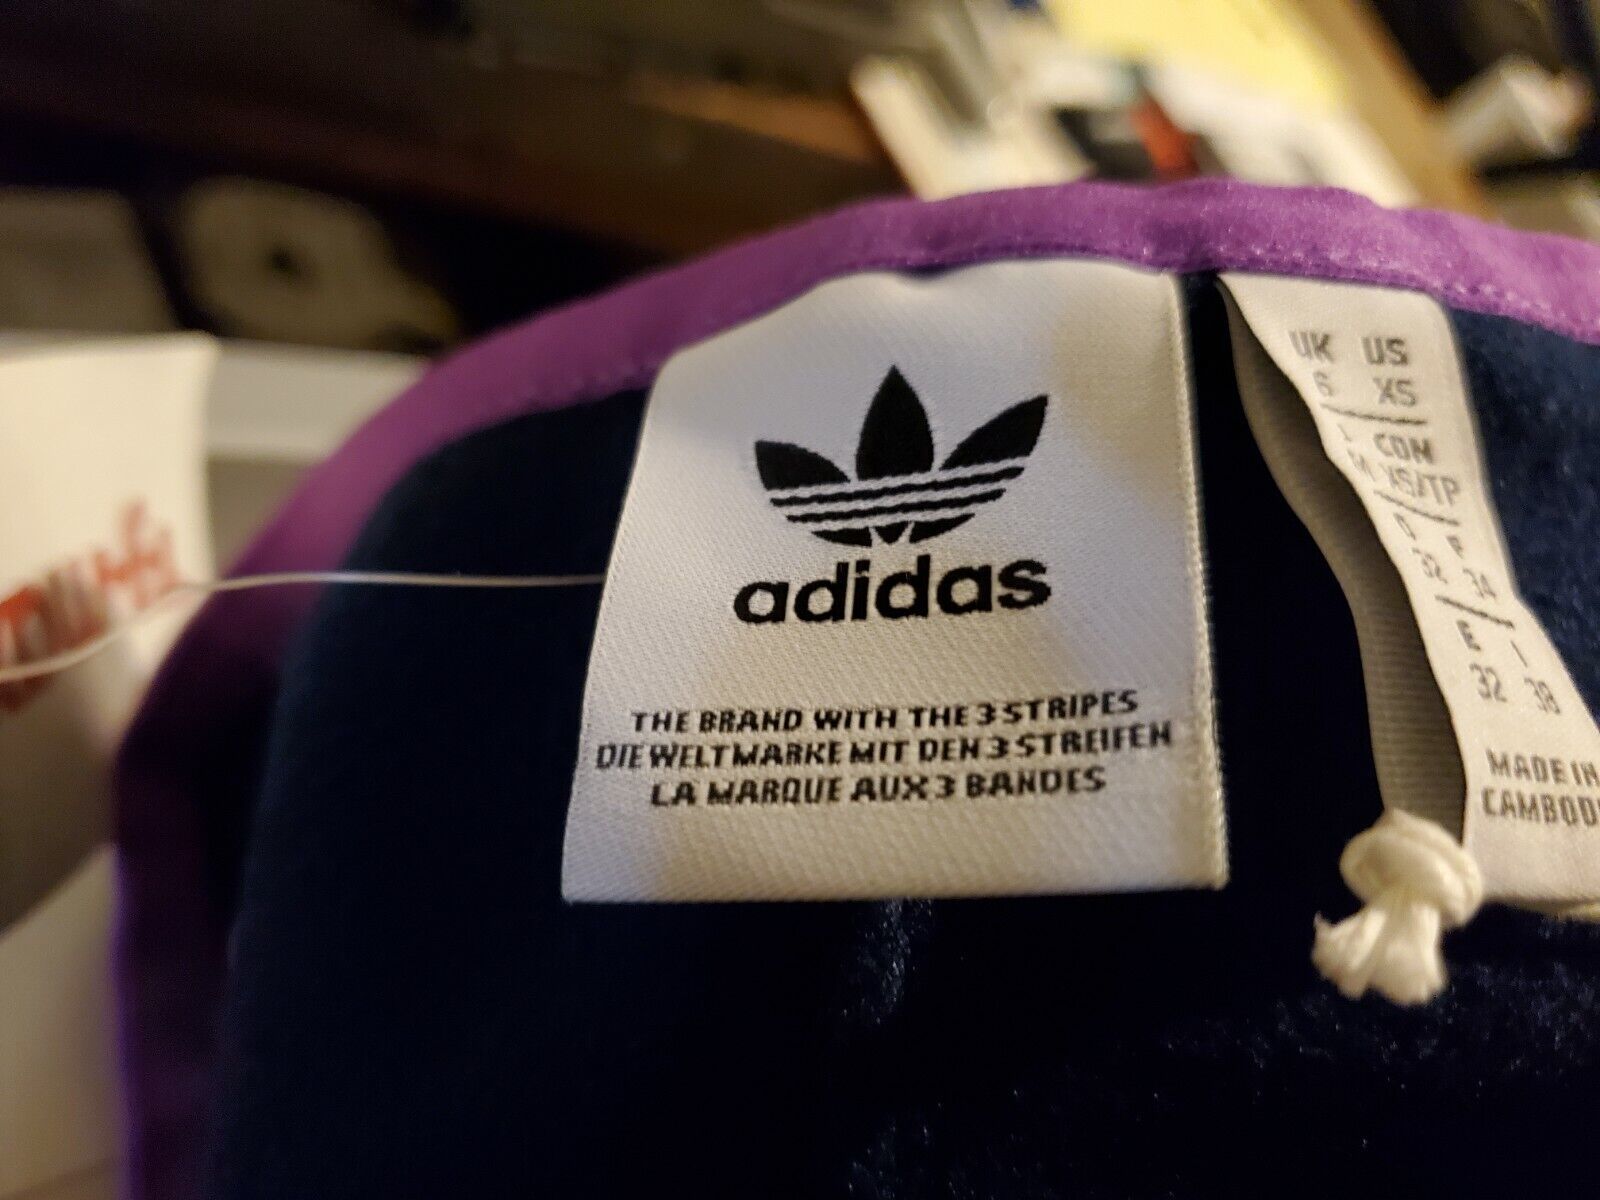 adidas
THE BRAND WITH THE 3 STRIPES
DIE WELTMARKE MIT DEN 3 STREIFEN
LA MARQUE AUX 3 BANDES
UK US
6 XS
COM
XS/TP
D F
32 34
E I
32 38
MADE IN